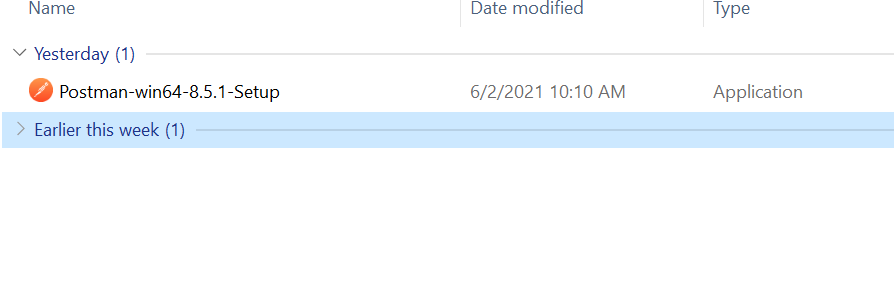 Name Date modified Type
Yesterday (1)
Postman-win64-8.5.1-Setup 6/2/2021 10:10 AM Application
Earlier this week (1)